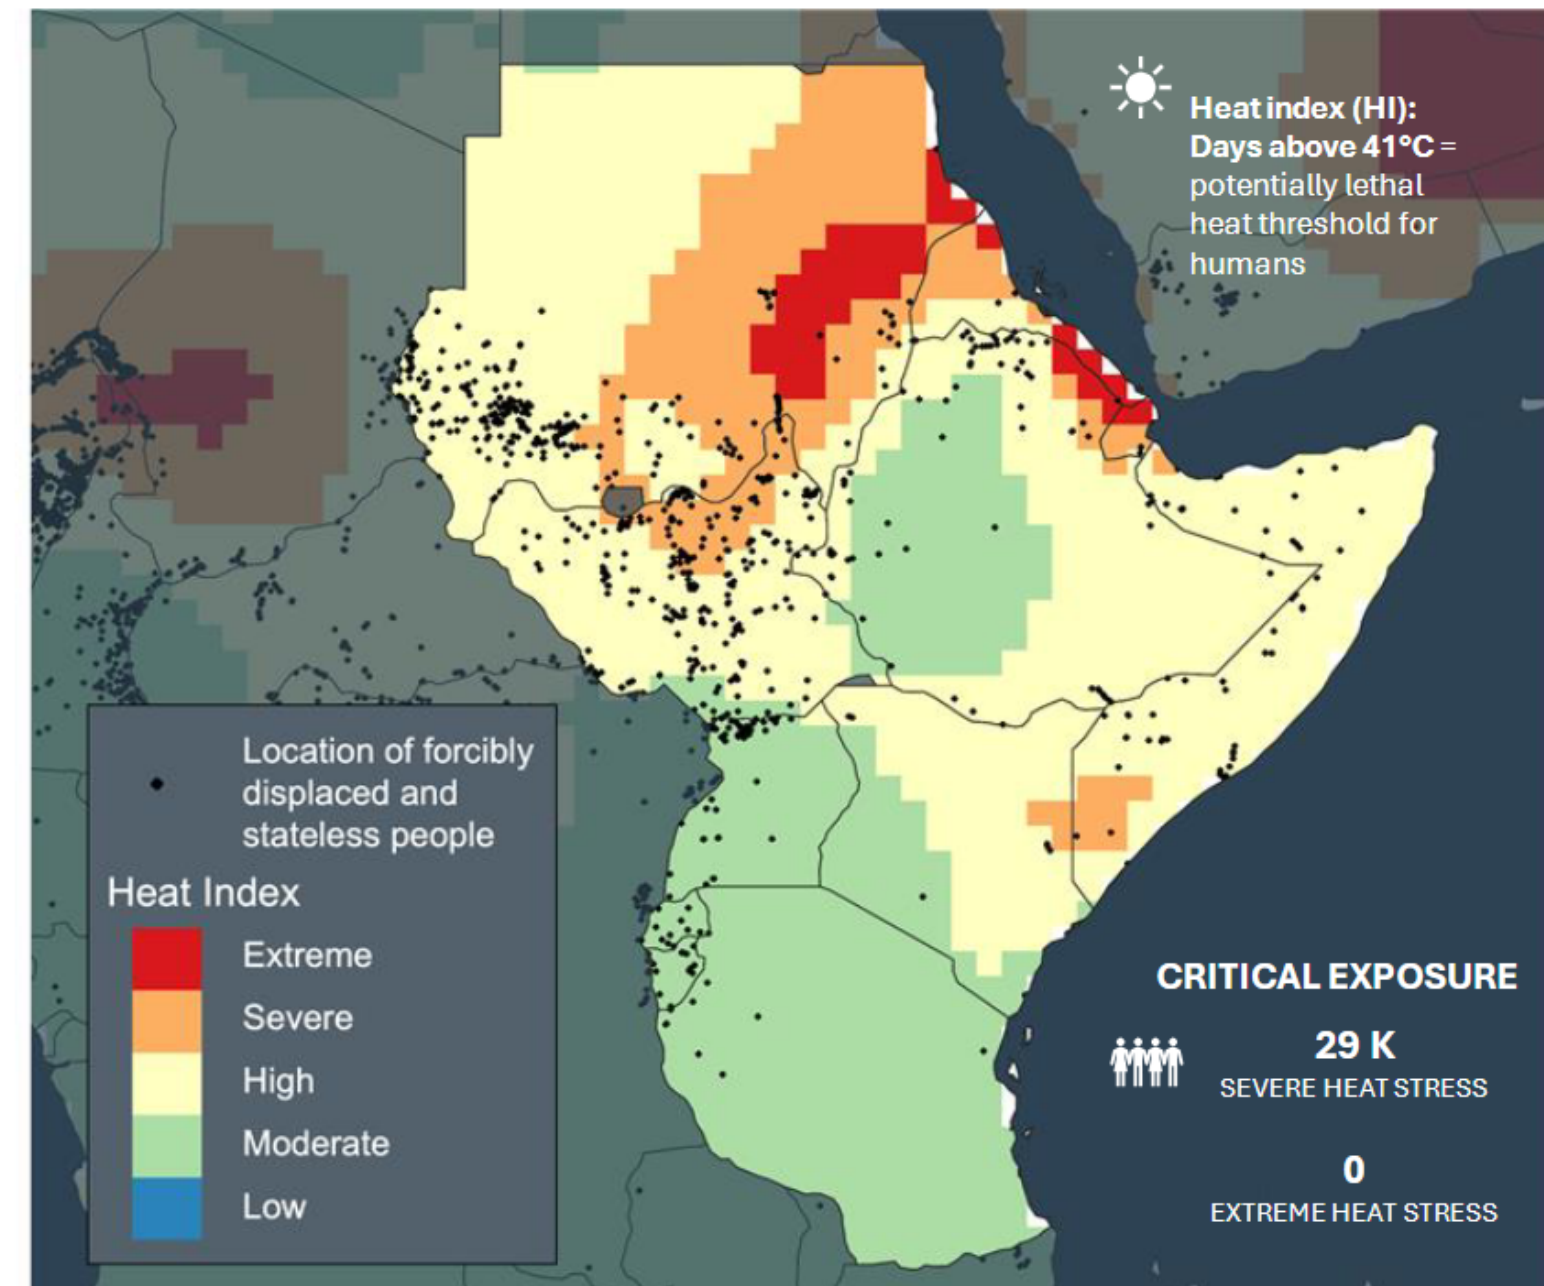 Heat index (HI):
Days above 41°C =
potentially lethal
heat threshold for
humans
Location of forcibly
displaced and
stateless people
Heat Index
Extreme
Severe
High
Moderate
Low
CRITICAL EXPOSURE
29 K
SEVERE HEAT STRESS
0
EXTREME HEAT STRESS